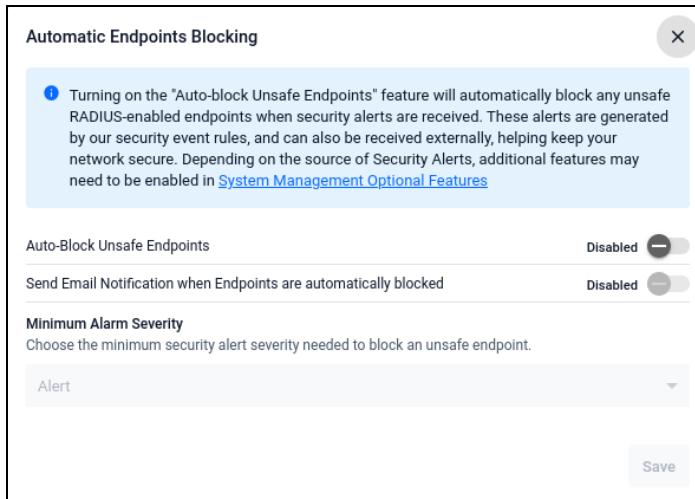 Automatic Endpoints Blocking
Turning on the "Auto-block Unsafe Endpoints" feature will automatically block any unsafe
RADIUS-enabled endpoints when security alerts are received. These alerts are generated
by our security event rules, and can also be received externally, helping keep your
network secure. Depending on the source of Security Alerts, additional features may
need to be enabled in System Management Optional Features
Auto-Block Unsafe Endpoints Disabled
Send Email Notification when Endpoints are automatically blocked Disabled
Minimum Alarm Severity
Choose the minimum security alert severity needed to block an unsafe endpoint.
Alert
Save